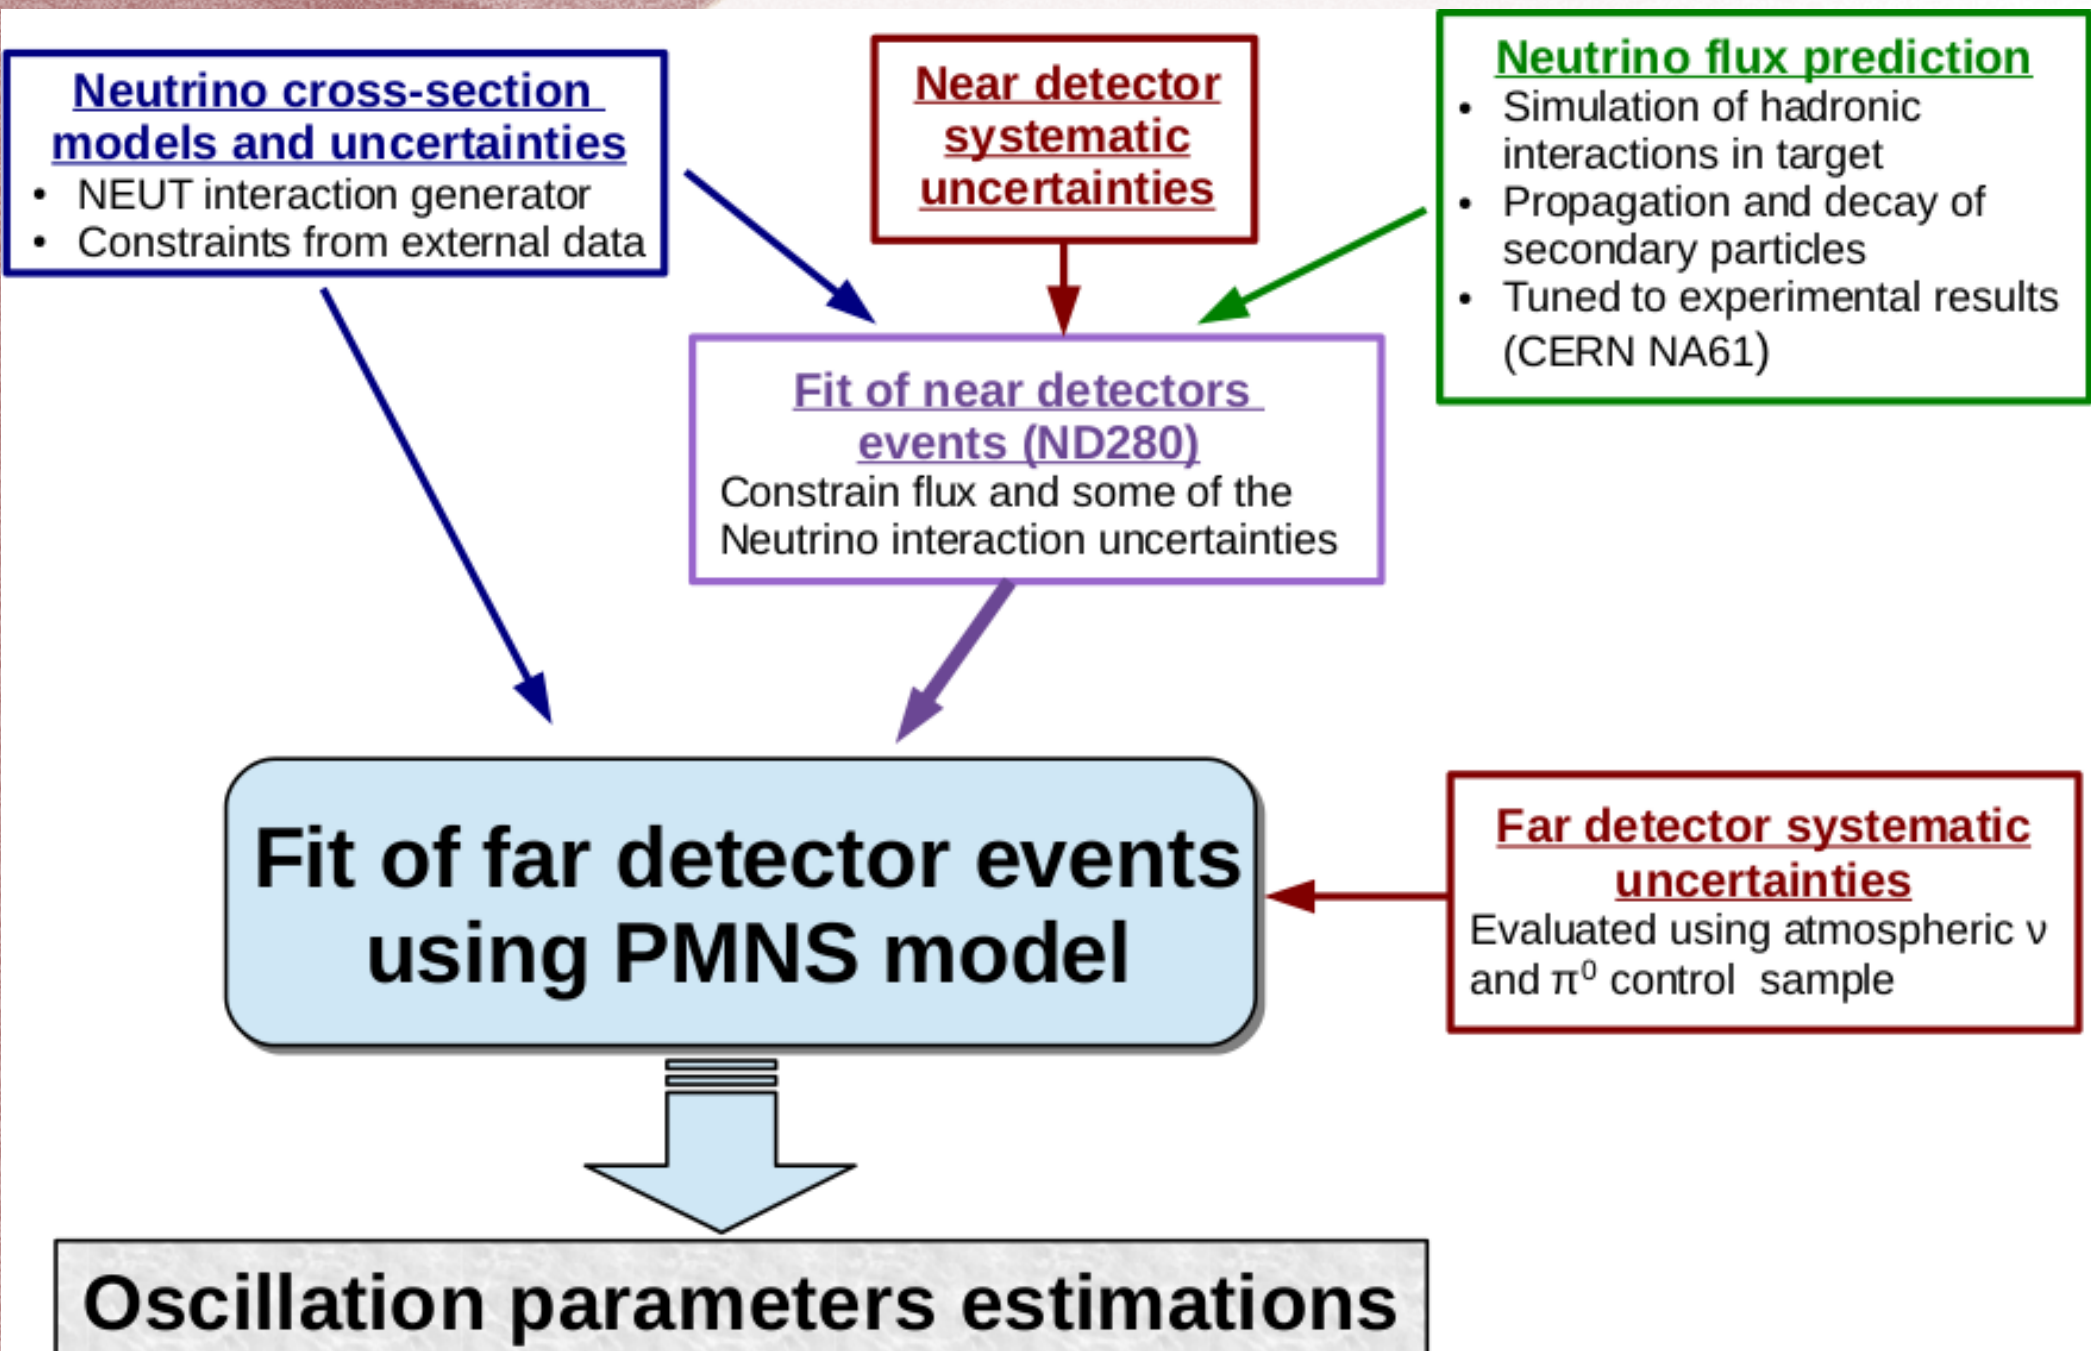 Neutrino cross-section
models and uncertainties
• NEUT interaction generator
• Constraints from external data
Near detector
systematic
uncertainties
Neutrino flux prediction
• Simulation of hadronic
interactions in target
• Propagation and decay of
secondary particles
• Tuned to experimental results
(CERN NA61)
Fit of near detectors
events (ND280)
Constrain flux and some of the
Neutrino interaction uncertainties
Fit of far detector events
using PMNS model
Far detector systematic
uncertainties
Evaluated using atmospheric ν
and π⁰ control sample
Oscillation parameters estimations